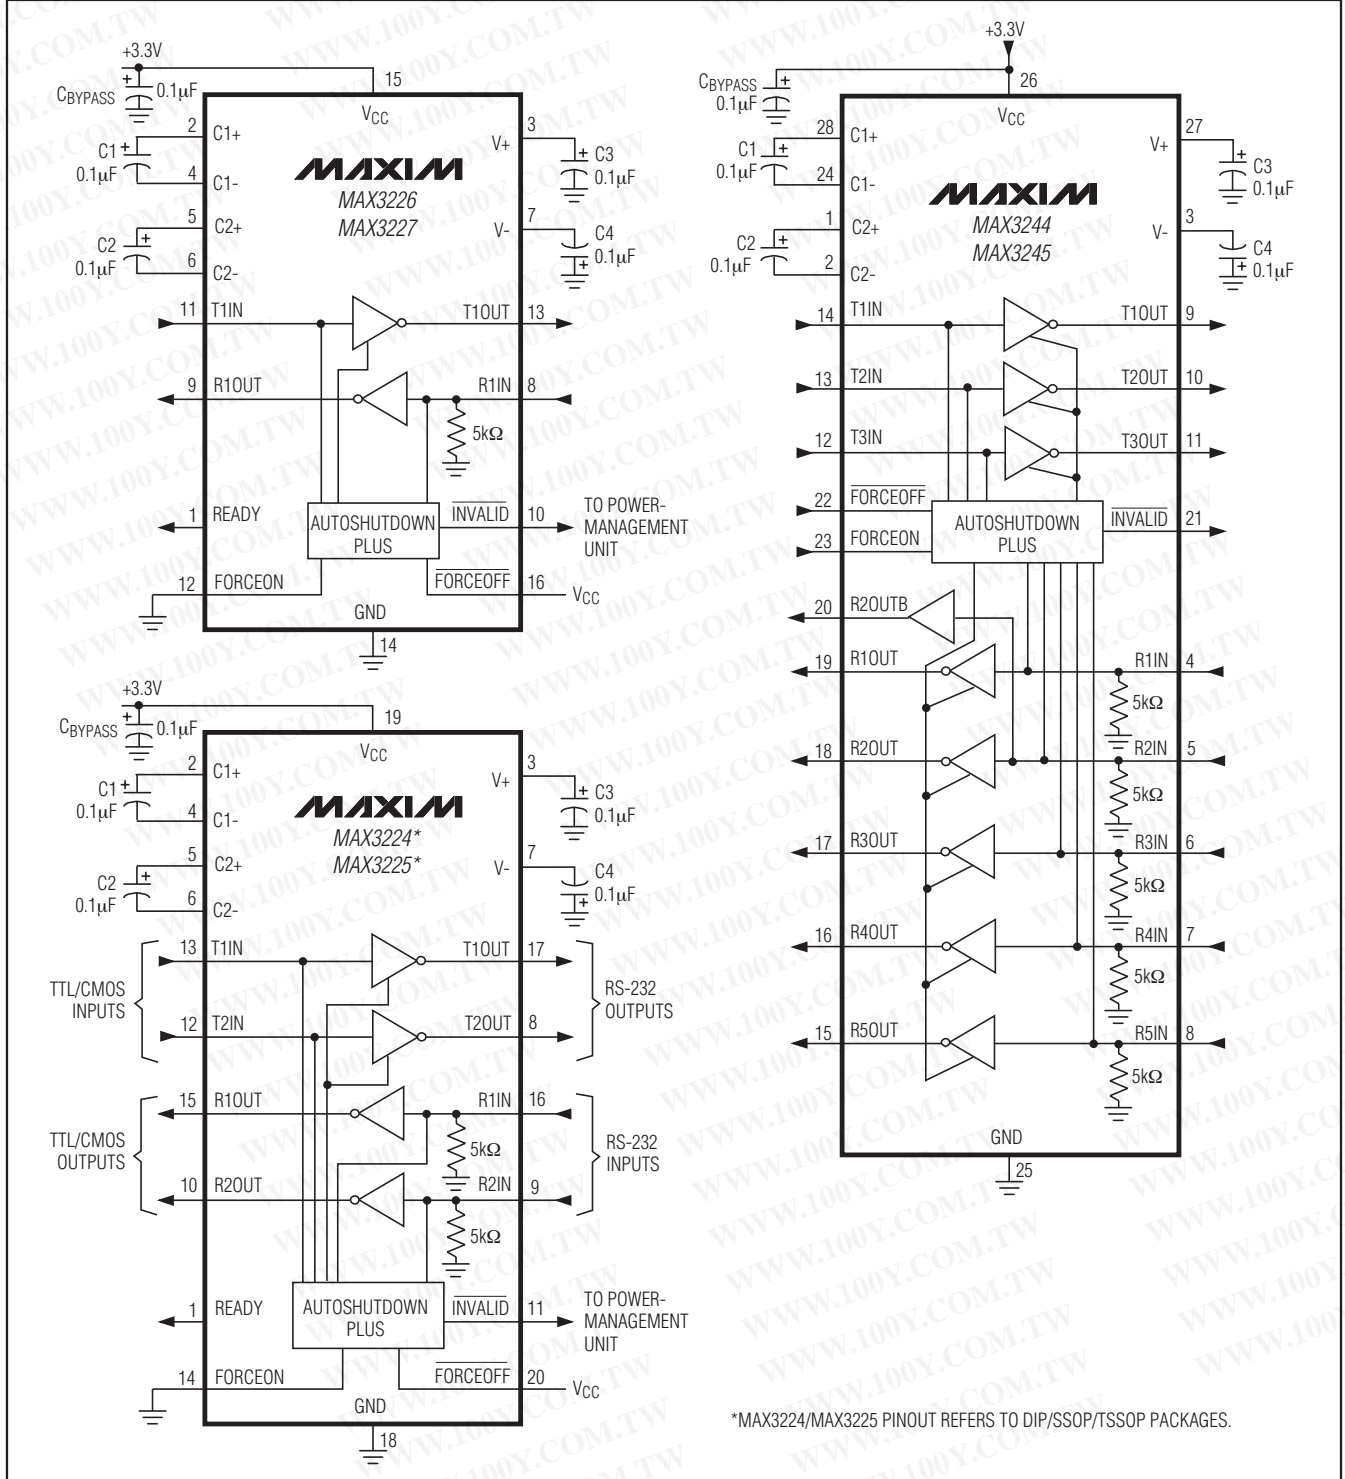 +3.3V
CBYPASS
+
0.1µF
15
VCC
2
C1+
C1
+
0.1µF
4
C1-
5
C2+
C2
+
0.1µF
6
C2-
3
V+
+
C3
0.1µF
7
V-
C4
+
0.1µF
MAXIM
MAX3226
MAX3227
11
T1IN
T1OUT
13
9
R1OUT
R1IN
8
5kΩ
1
READY
AUTOSHUTDOWN
PLUS
INVALID
10
TO POWER-
MANAGEMENT
UNIT
12
FORCEON
FORCEOFF
16
VCC
GND
14
+3.3V
CBYPASS
+
0.1µF
19
VCC
2
C1+
C1
+
0.1µF
4
C1-
5
C2+
C2
+
0.1µF
6
C2-
3
V+
+
C3
0.1µF
7
V-
C4
+
0.1µF
MAXIM
MAX3224*
MAX3225*
TTL/CMOS
INPUTS
13
T1IN
T1OUT
17
12
T2IN
T2OUT
8
RS-232
OUTPUTS
TTL/CMOS
OUTPUTS
15
R1OUT
R1IN
16
5kΩ
10
R2OUT
R2IN
9
5kΩ
RS-232
INPUTS
1
READY
AUTOSHUTDOWN
PLUS
INVALID
11
TO POWER-
MANAGEMENT
UNIT
14
FORCEON
FORCEOFF
20
VCC
GND
18
+3.3V
CBYPASS
+
0.1µF
26
VCC
28
C1+
C1
+
0.1µF
24
C1-
1
C2+
C2
+
0.1µF
2
C2-
27
V+
+
C3
0.1µF
3
V-
C4
+
0.1µF
MAXIM
MAX3244
MAX3245
14
T1IN
T1OUT
9
13
T2IN
T2OUT
10
12
T3IN
T3OUT
11
22
FORCEOFF
23
FORCEON
AUTOSHUTDOWN
PLUS
INVALID
21
20
R2OUTB
19
R1OUT
R1IN
4
5kΩ
18
R2OUT
R2IN
5
5kΩ
17
R3OUT
R3IN
6
5kΩ
16
R4OUT
R4IN
7
5kΩ
15
R5OUT
R5IN
8
5kΩ
GND
25
*MAX3224/MAX3225 PINOUT REFERS TO DIP/SSOP/TSSOP PACKAGES.
WWW.100Y.COM.TW